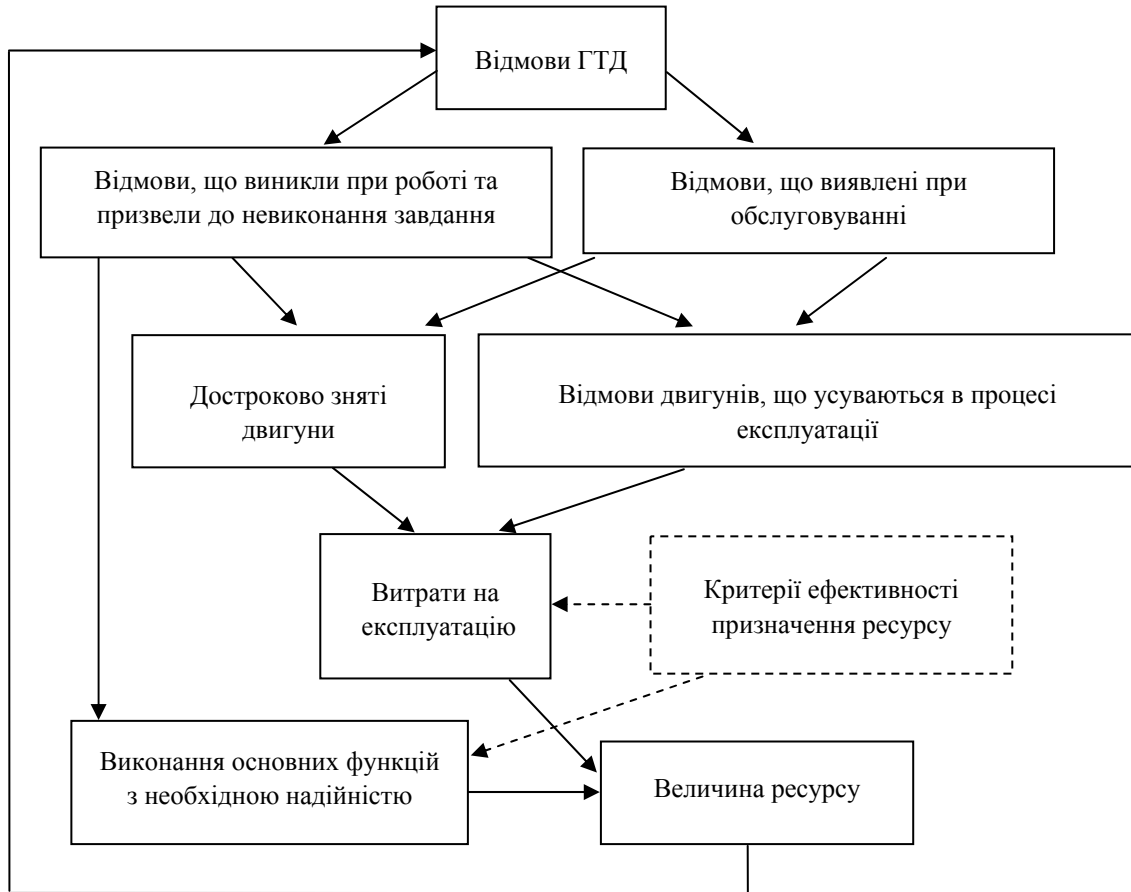 Відмови ГТД
Відмови, що виникли при роботі та
призвели до невиконання завдання
Відмови, що виявлені при
обслуговуванні
Достроково зняті
двигуни
Відмови двигунів, що усуваються в процесі
експлуатації
Витрати на
експлуатацію
Критерії ефективності
призначення ресурсу
Виконання основних функцій
з необхідною надійністю
Величина ресурсу